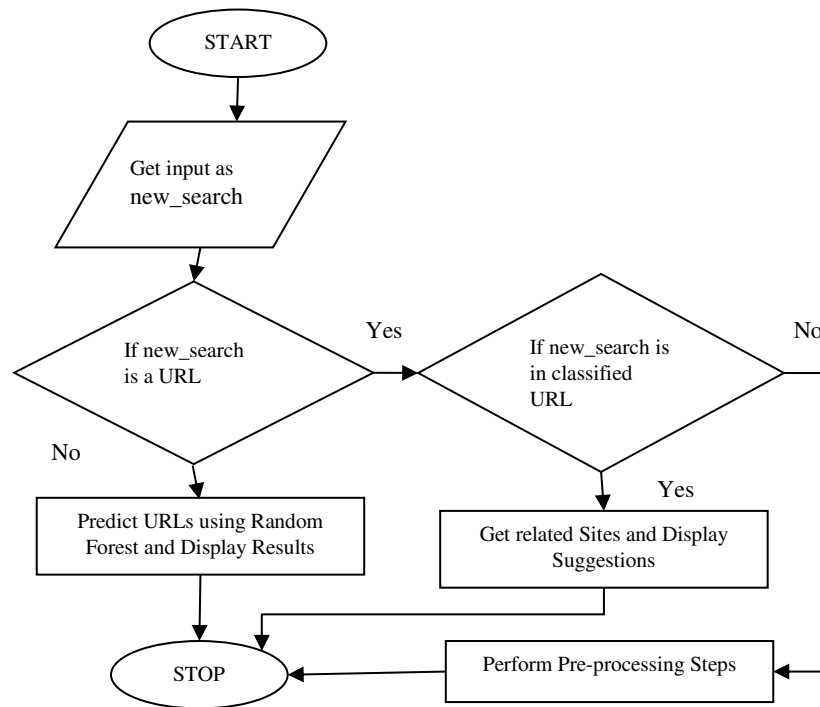 START
Get input as
new_search
If new_search
is a URL
Yes
If new_search is
in classified
URL
No
No
Yes
Predict URLs using Random
Forest and Display Results
Get related Sites and Display
Suggestions
STOP
Perform Pre-processing Steps